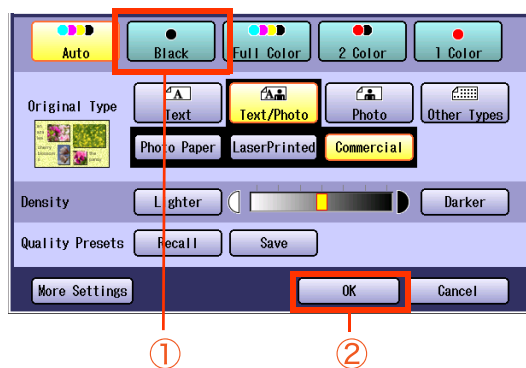 Auto Black Full Color 2 Color 1 Color
Original Type
A A
Text Text/Photo Photo Other Types
Photo Paper LaserPrinted Commercial
Density Lighter Darker
Quality Presets Recall Save
More Settings OK Cancel
① ②